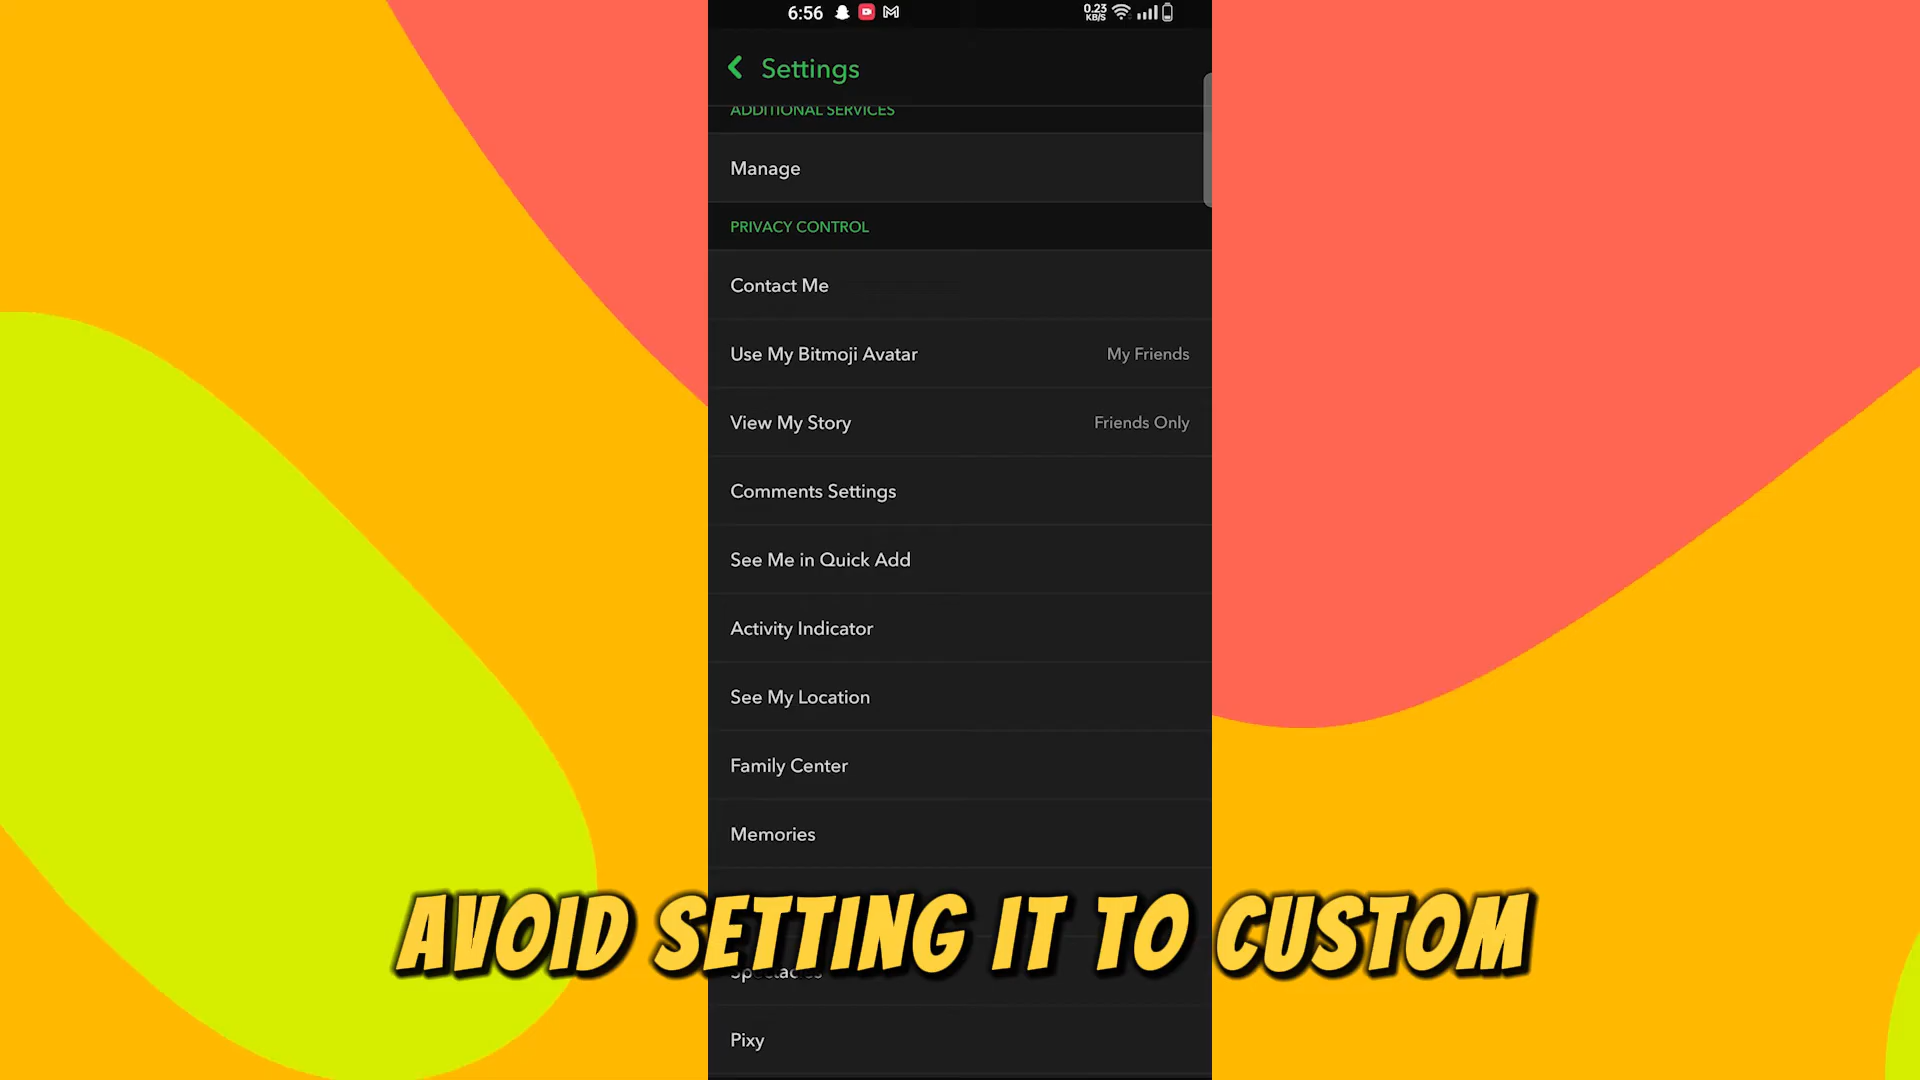 6:56
0.23
KB/S
Settings
ADDITIONAL SERVICES
Manage
PRIVACY CONTROL
Contact Me
Use My Bitmoji Avatar My Friends
View My Story Friends Only
Comments Settings
See Me in Quick Add
Activity Indicator
See My Location
Family Center
Memories
AVOID SETTING IT TO CUSTOM
Spectacles
Pixy